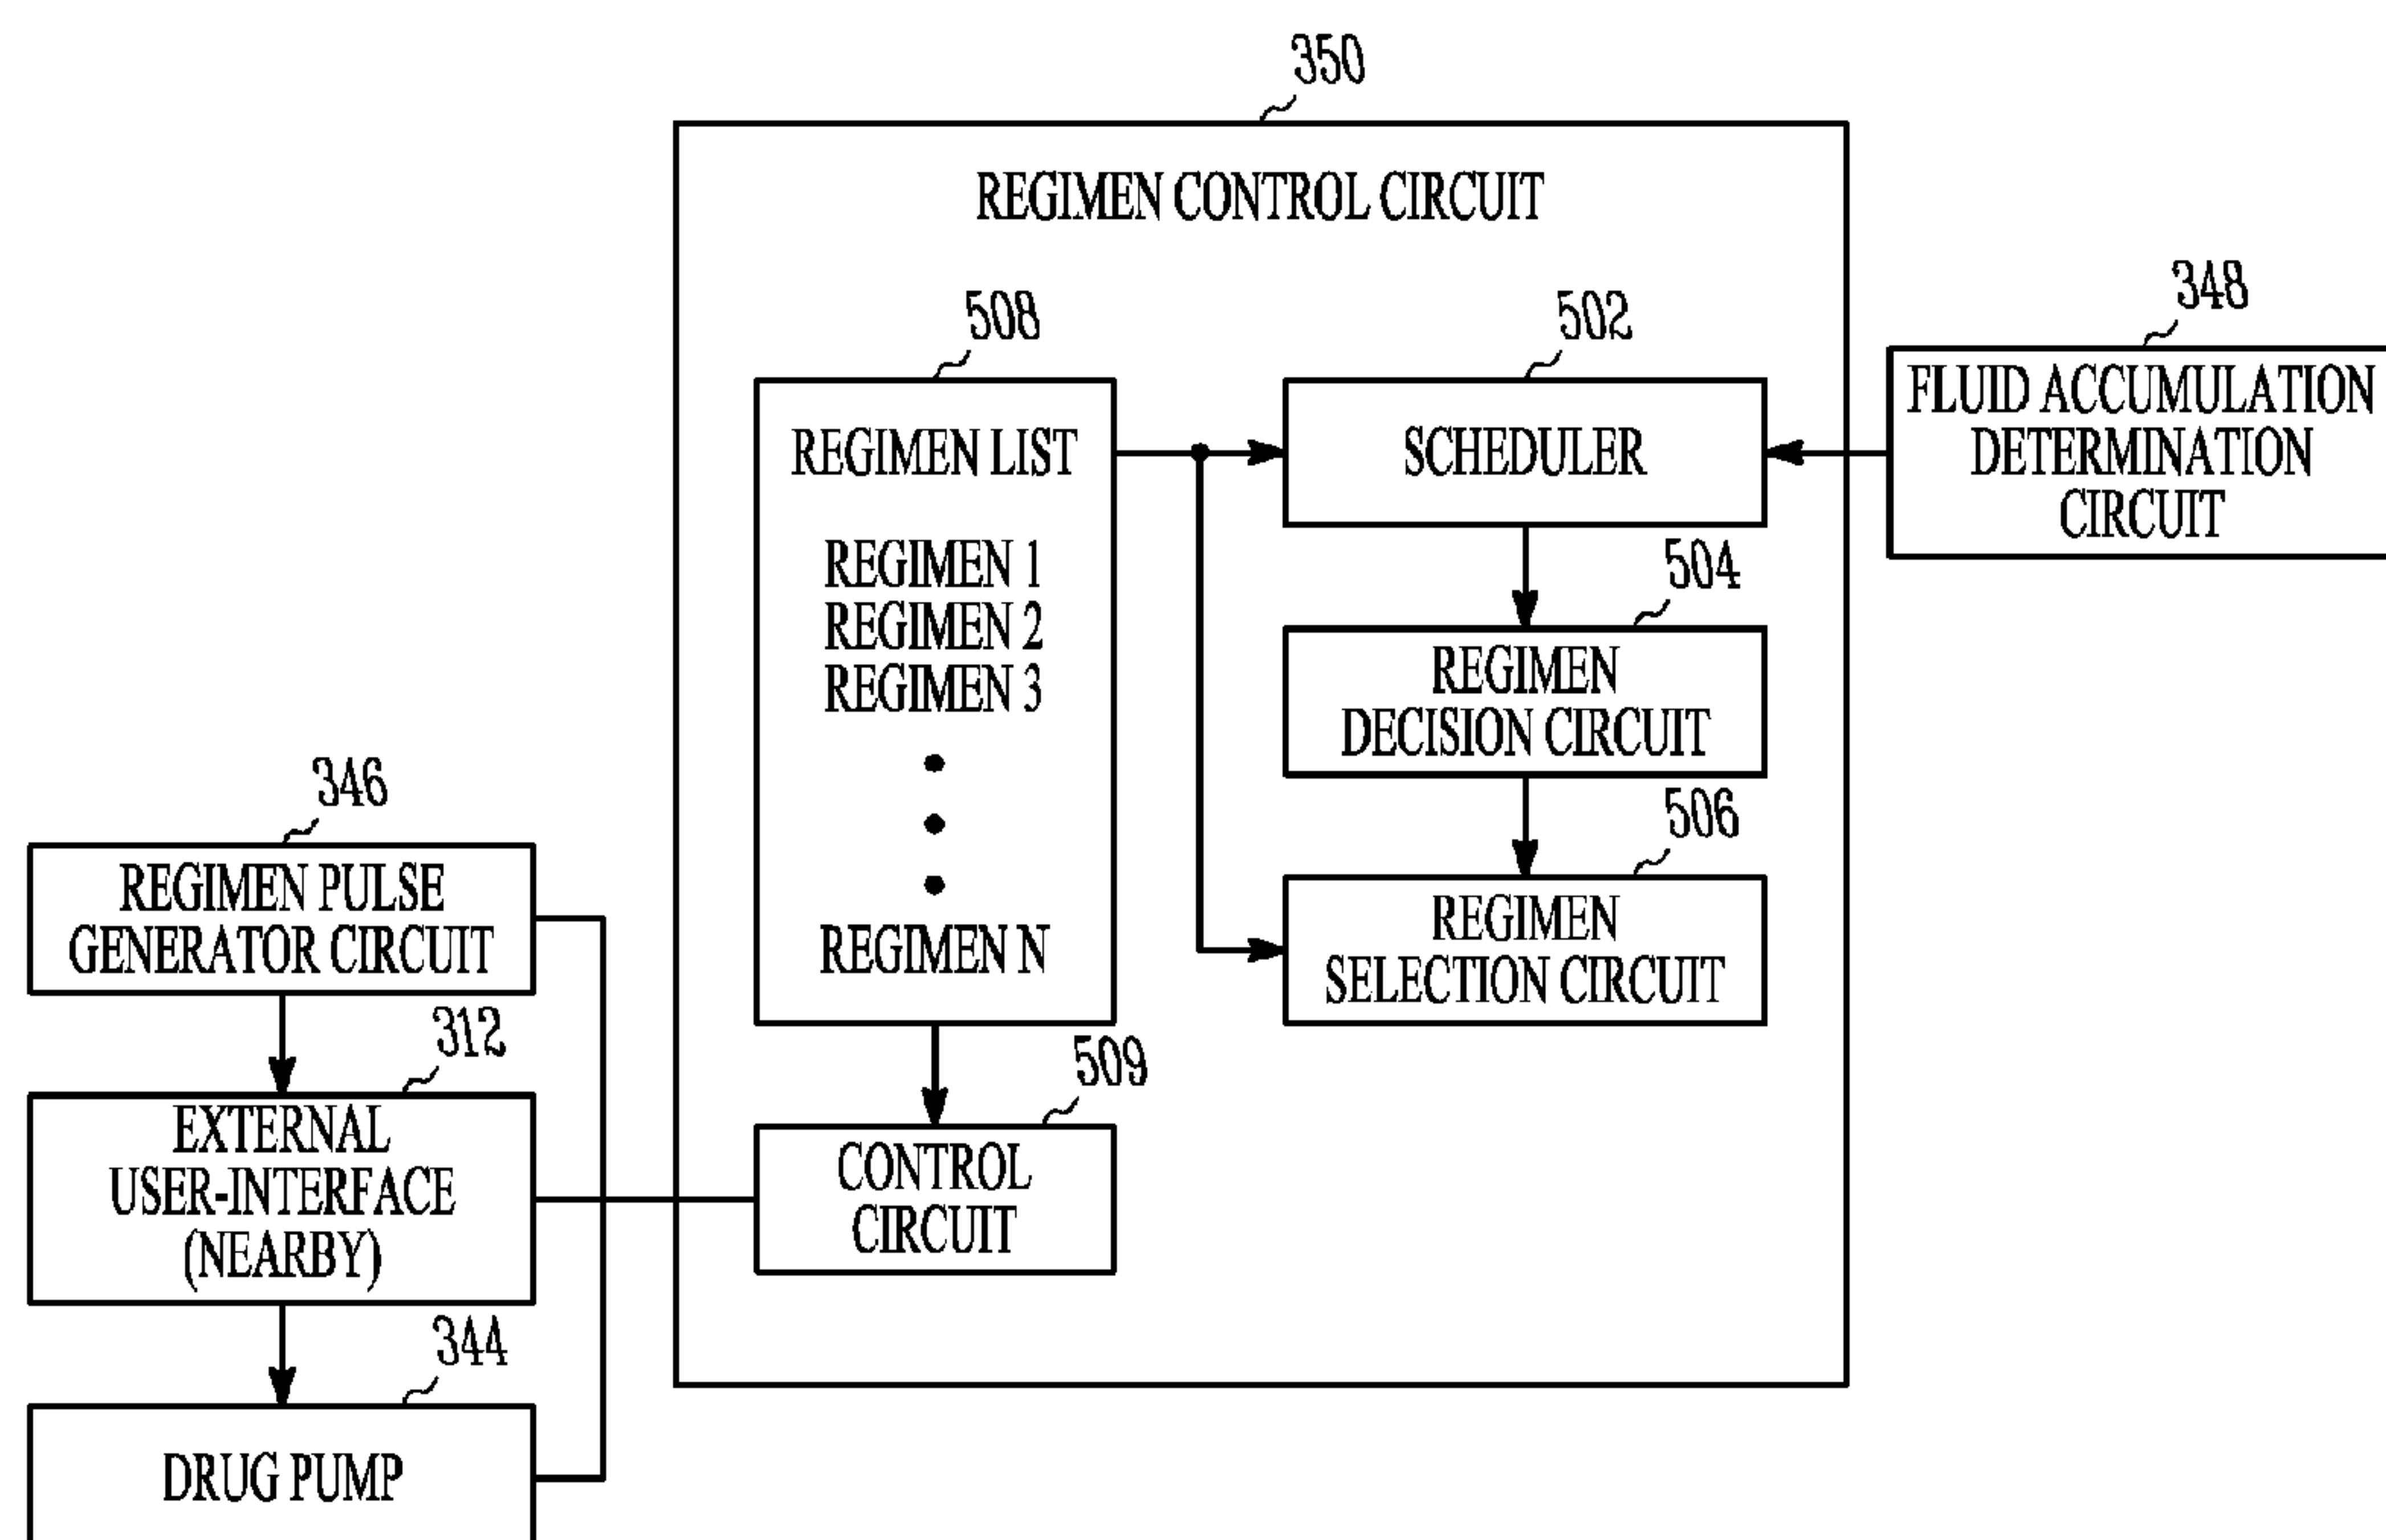 350
REGIMEN CONTROL CIRCUIT
508
REGIMEN LIST
REGIMEN 1
REGIMEN 2
REGIMEN 3
REGIMEN N
502
SCHEDULER
348
FLUID ACCUMULATION
DETERMINATION
CIRCUIT
504
REGIMEN
DECISION CIRCUIT
506
REGIMEN
SELECTION CIRCUIT
346
REGIMEN PULSE
GENERATOR CIRCUIT
312
EXTERNAL
USER-INTERFACE
(NEARBY)
509
CONTROL
CIRCUIT
344
DRUG PUMP